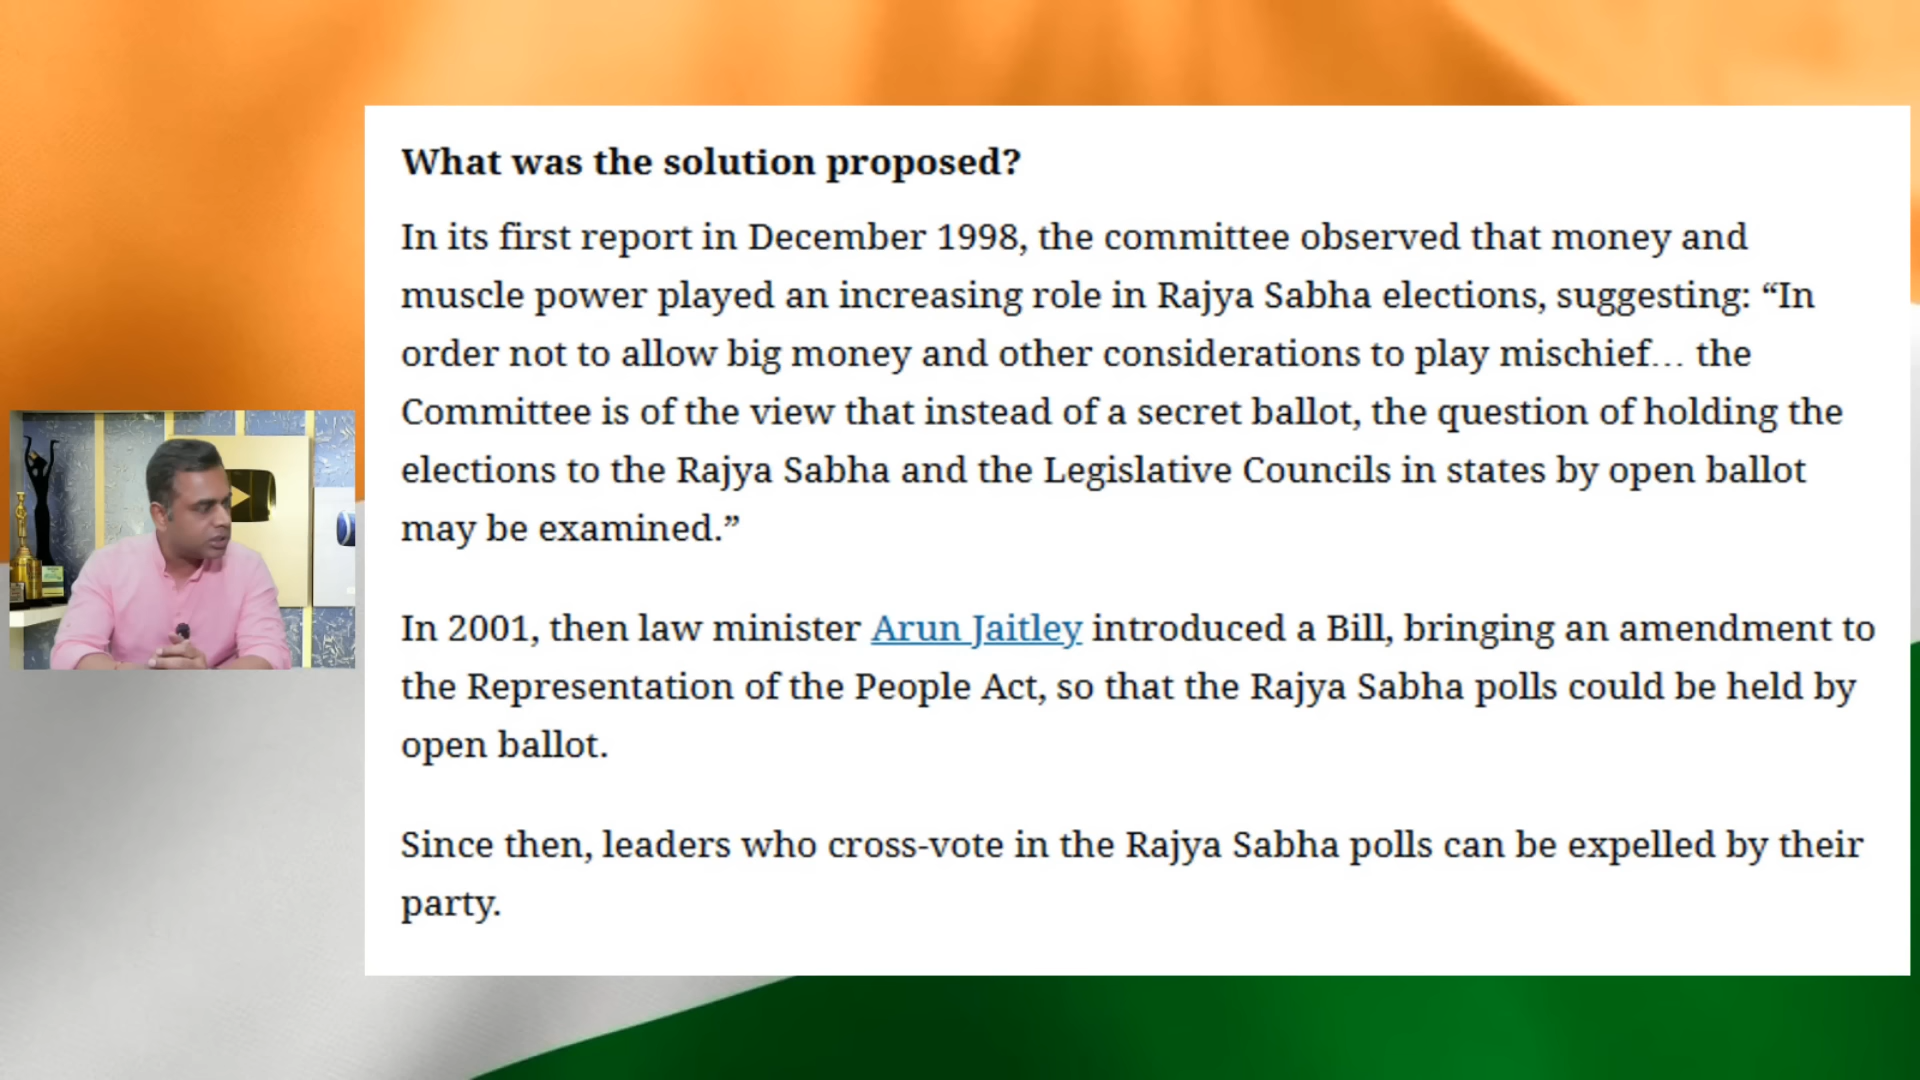 What was the solution proposed?
In its first report in December 1998, the committee observed that money and
muscle power played an increasing role in Rajya Sabha elections, suggesting: “In
order not to allow big money and other considerations to play mischief… the
Committee is of the view that instead of a secret ballot, the question of holding the
elections to the Rajya Sabha and the Legislative Councils in states by open ballot
may be examined.”
In 2001, then law minister Arun Jaitley introduced a Bill, bringing an amendment to
the Representation of the People Act, so that the Rajya Sabha polls could be held by
open ballot.
Since then, leaders who cross-vote in the Rajya Sabha polls can be expelled by their
party.